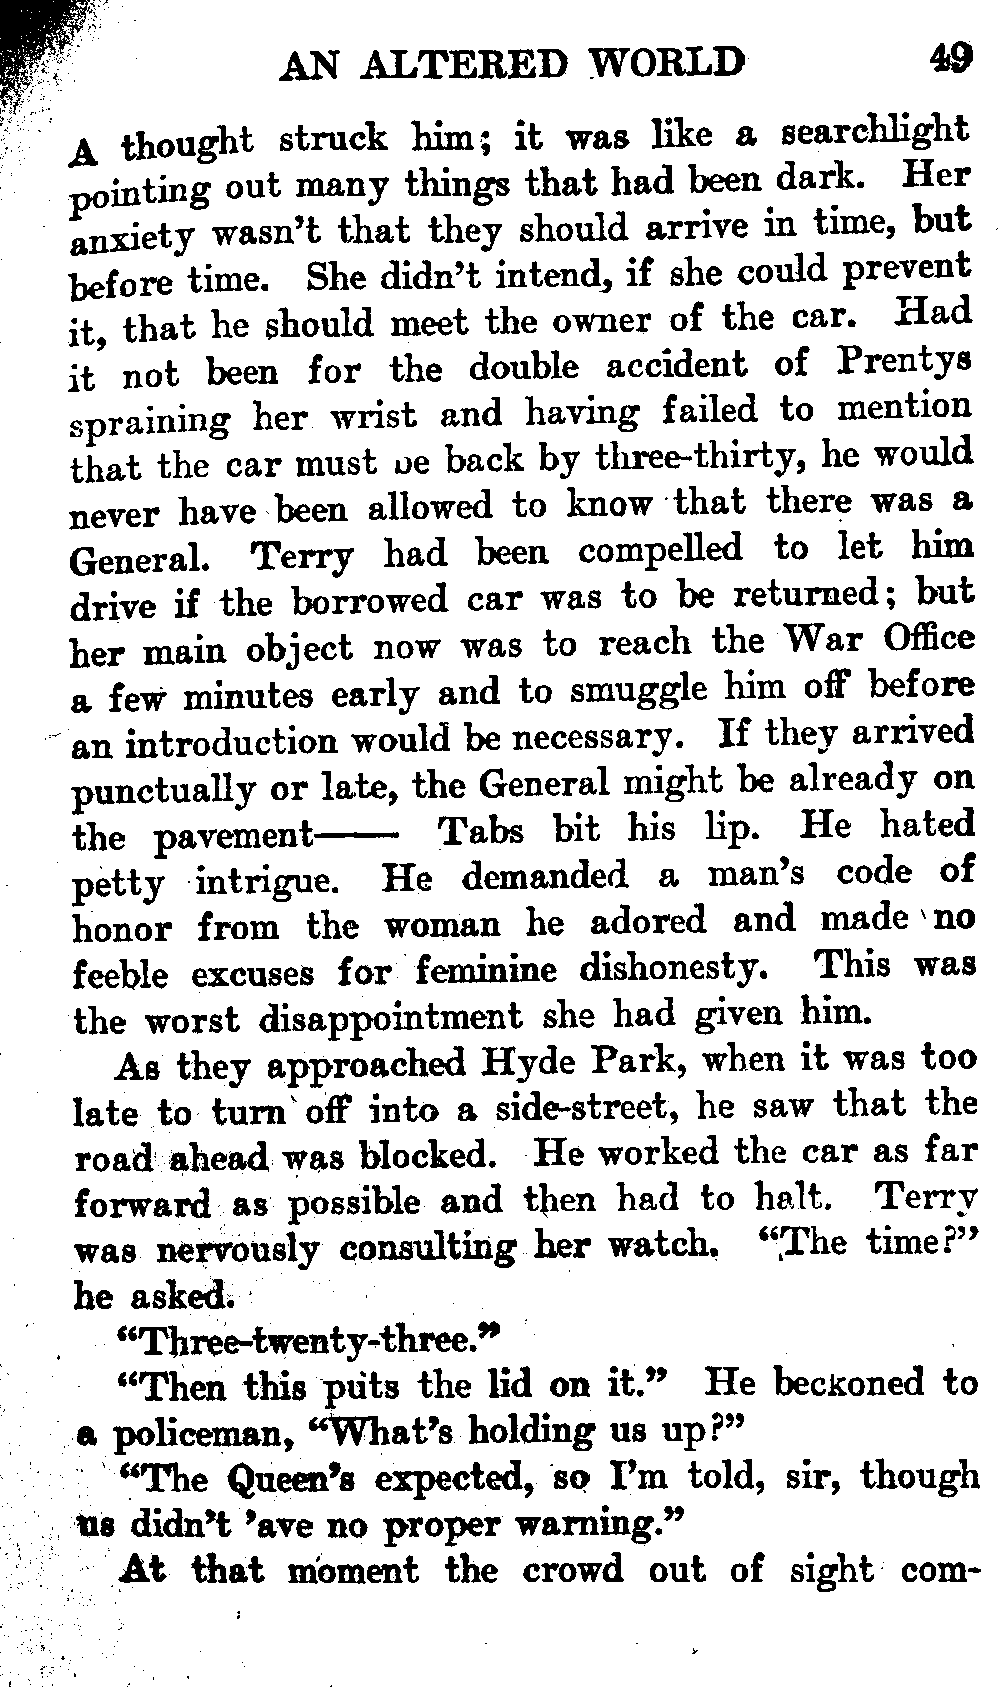 AN ALTERED WORLD 49
A thought struck him; it was like a searchlight
pointing out many things that had been dark. Her
anxiety wasn't that they should arrive in time, but
before time. She didn't intend, if she could prevent
it, that he should meet the owner of the car. Had
it not been for the double accident of Prentys
spraining her wrist and having failed to mention
that the car must be back by three-thirty, he would
never have been allowed to know that there was a
General. Terry had been compelled to let him
drive if the borrowed car was to be returned; but
her main object now was to reach the War Office
a few minutes early and to smuggle him off before
an introduction would be necessary. If they arrived
punctually or late, the General might be already on
the pavement—— Tabs bit his lip. He hated
petty intrigue. He demanded a man's code of
honor from the woman he adored and made no
feeble excuses for feminine dishonesty. This was
the worst disappointment she had given him.
As they approached Hyde Park, when it was too
late to turn off into a side-street, he saw that the
road ahead was blocked. He worked the car as far
forward as possible and then had to halt. Terry
was nervously consulting her watch. "The time?"
he asked.
"Three-twenty-three."
"Then this puts the lid on it." He beckoned to
a policeman, "What's holding us up?"
"The Queen's expected, so I'm told, sir, though
us didn't 'ave no proper warning."
At that moment the crowd out of sight com-